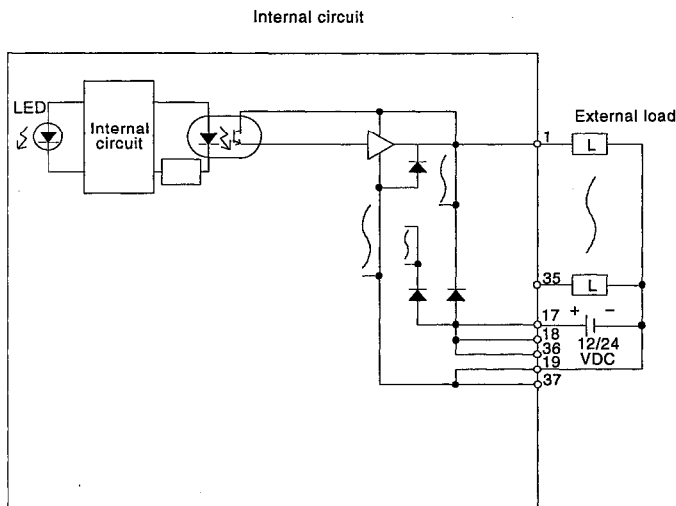 Internal circuit
LED
Internal
circuit
External load
1
L
35
L
17
+ −
18
12/24
VDC
36
19
37